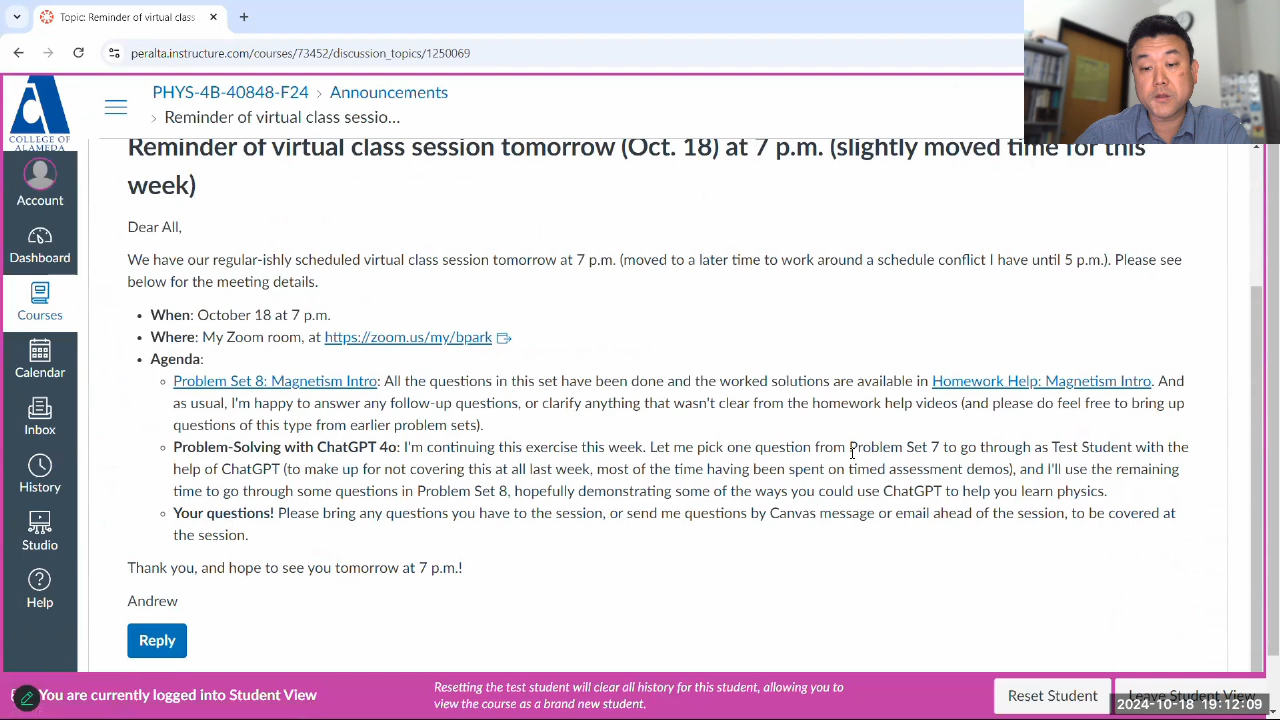 Topic: Reminder of virtual class ses
peralta.instructure.com/courses/73452/discussion_topics/1250069
COLLEGE OF
ALAMEDA
PHYS-4B-40848-F24 > Announcements
> Reminder of virtual class sessio...
Reminder of virtual class session tomorrow (Oct. 18) at 7 p.m. (slightly moved time for this
week)
Account
Dashboard
Courses
Calendar
Inbox
History
Studio
Help
Dear All,
We have our regular-ishly scheduled virtual class session tomorrow at 7 p.m. (moved to a later time to work around a schedule conflict I have until 5 p.m.). Please see
below for the meeting details.
• When: October 18 at 7 p.m.
• Where: My Zoom room, at https://zoom.us/my/bpark
• Agenda:
◦ Problem Set 8: Magnetism Intro: All the questions in this set have been done and the worked solutions are available in Homework Help: Magnetism Intro. And
as usual, I'm happy to answer any follow-up questions, or clarify anything that wasn't clear from the homework help videos (and please do feel free to bring up
questions of this type from earlier problem sets).
◦ Problem-Solving with ChatGPT 4o: I'm continuing this exercise this week. Let me pick one question from Problem Set 7 to go through as Test Student with the
help of ChatGPT (to make up for not covering this at all last week, most of the time having been spent on timed assessment demos), and I'll use the remaining
time to go through some questions in Problem Set 8, hopefully demonstrating some of the ways you could use ChatGPT to help you learn physics.
◦ Your questions! Please bring any questions you have to the session, or send me questions by Canvas message or email ahead of the session, to be covered at
the session.
Thank you, and hope to see you tomorrow at 7 p.m.!
Andrew
Reply
You are currently logged into Student View
Resetting the test student will clear all history for this student, allowing you to
view the course as a brand new student.
Reset Student
Leave Student View
2024-10-18 19:12:09